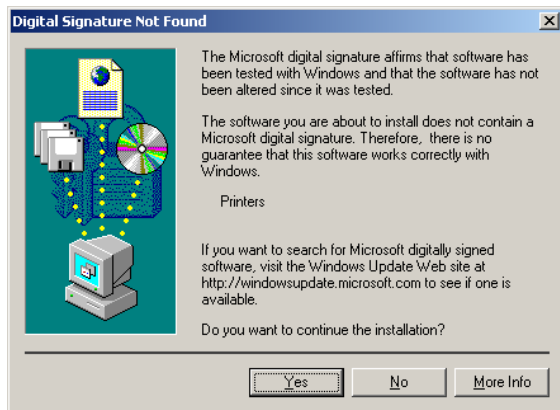 Digital Signature Not Found
The Microsoft digital signature affirms that software has
been tested with Windows and that the software has not
been altered since it was tested.
The software you are about to install does not contain a
Microsoft digital signature. Therefore,  there is no
guarantee that this software works correctly with
Windows.
Printers
If you want to search for Microsoft digitally signed
software, visit the Windows Update Web site at
http://windowsupdate.microsoft.com to see if one is
available.
Do you want to continue the installation?
Yes
No
More Info